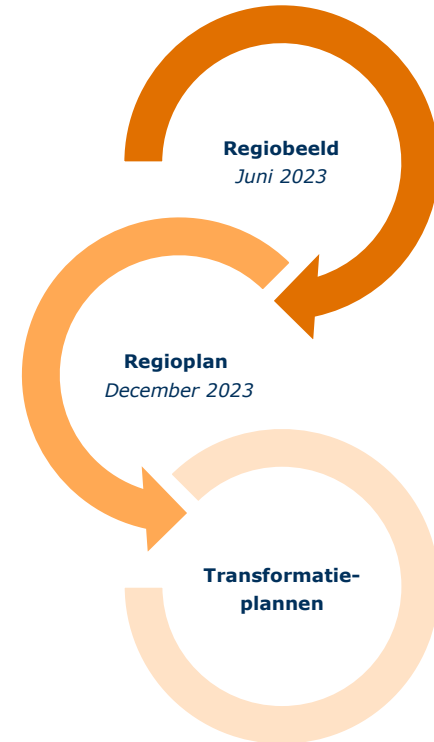 Regiobeeld
Juni 2023
Regioplan
December 2023
Transformatie-
plannen